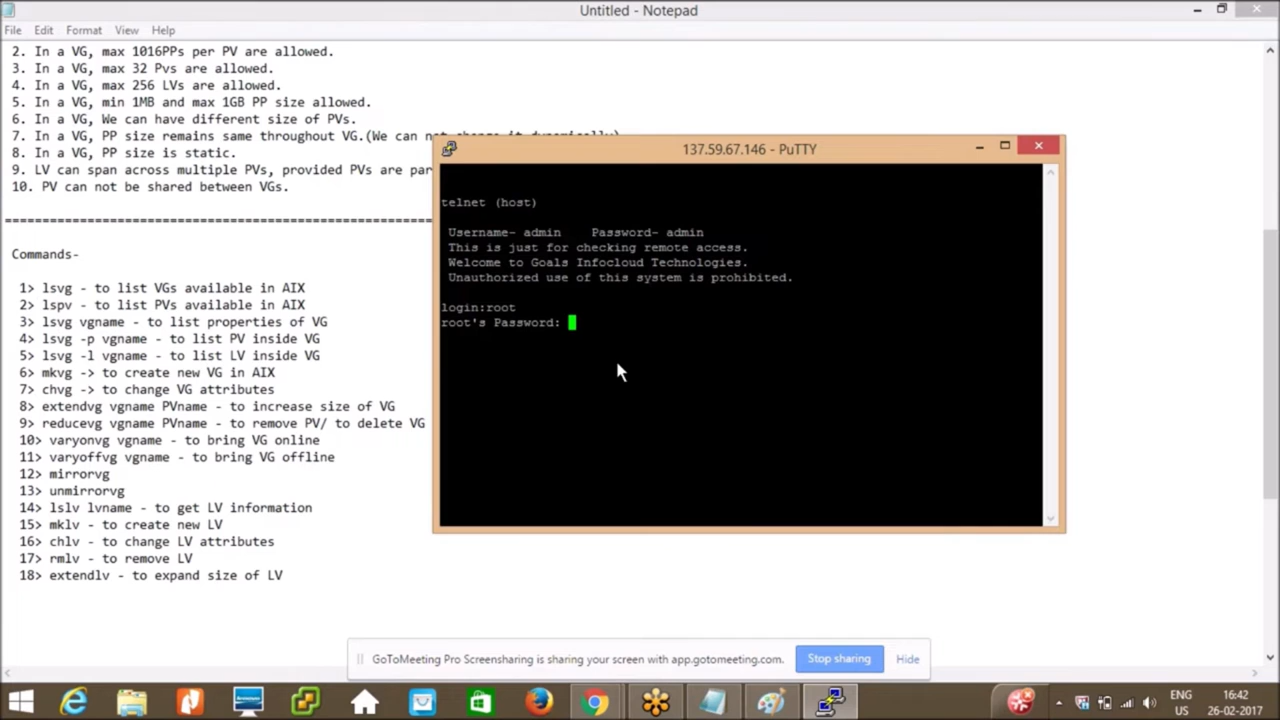 Untitled - Notepad
File Edit Format View Help
2. In a VG, max 1016PPs per PV are allowed.
3. In a VG, max 32 Pvs are allowed.
4. In a VG, max 256 LVs are allowed.
5. In a VG, min 1MB and max 1GB PP size allowed.
6. In a VG, We can have different size of PVs.
7. In a VG, PP size remains same throughout VG.(We can not change it dynamically)
8. In a VG, PP size is static.
9. LV can span across multiple PVs, provided PVs are par
10. PV can not be shared between VGs.
Commands-
1> lsvg - to list VGs available in AIX
2> lspv - to list PVs available in AIX
3> lsvg vgname - to list properties of VG
4> lsvg -p vgname - to list PV inside VG
5> lsvg -l vgname - to list LV inside VG
6> mkvg -> to create new VG in AIX
7> chvg -> to change VG attributes
8> extendvg vgname PVname - to increase size of VG
9> reducevg vgname PVname - to remove PV/ to delete VG
10> varyonvg vgname - to bring VG online
11> varyoffvg vgname - to bring VG offline
12> mirrorvg
13> unmirrorvg
14> lslv lvname - to get LV information
15> mklv - to create new LV
16> chlv - to change LV attributes
17> rmlv - to remove LV
18> extendlv - to expand size of LV
137.59.67.146 - PuTTY
telnet (host)
Username- admin Password- admin
This is just for checking remote access.
Welcome to Goals Infocloud Technologies.
Unauthorized use of this system is prohibited.
login:root
root's Password:
GoToMeeting Pro Screensharing is sharing your screen with app.gotomeeting.com. Stop sharing Hide
ENG
US
16:42
26-02-2017